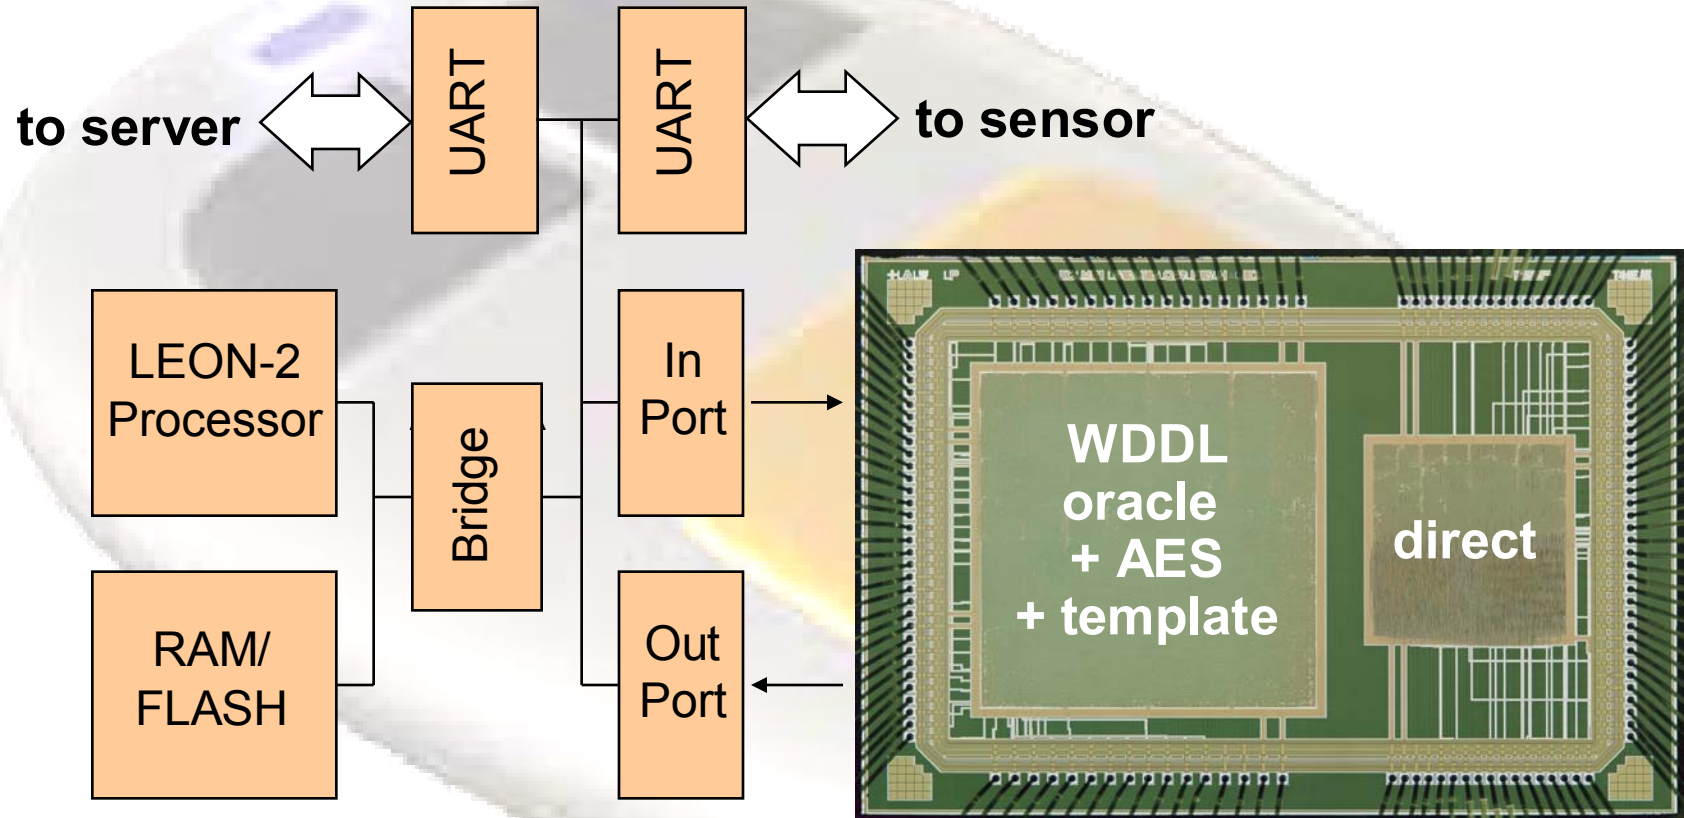 UART
UART
to server
to sensor
LEON-2
Processor
In
Port
Bridge
WDDL
oracle
+ AES
+ template
direct
RAM/
FLASH
Out
Port